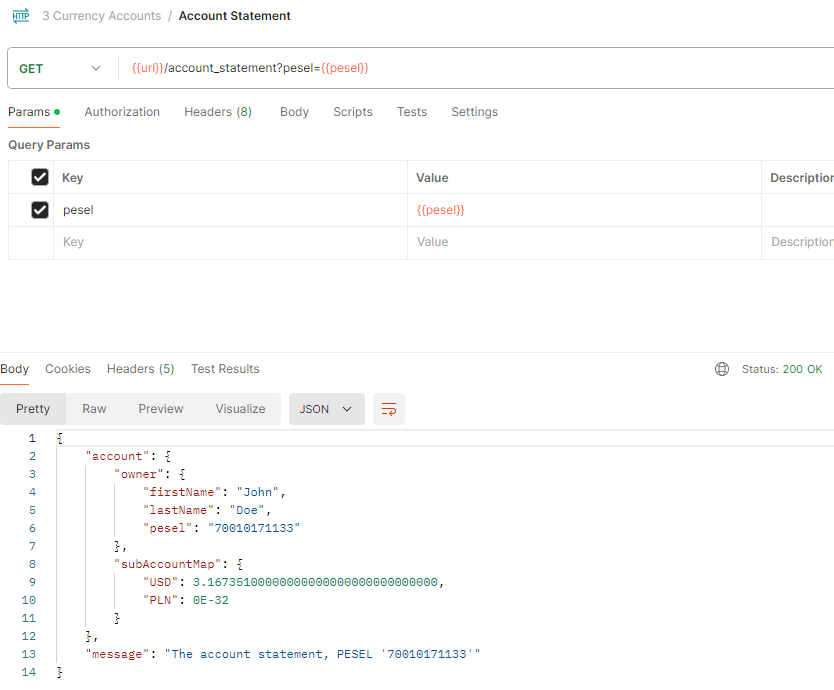 HTTP 3 Currency Accounts / Account Statement
GET {{url}}/account_statement?pesel={{pesel}}
Params Authorization Headers (8) Body Scripts Tests Settings
Query Params
Key Value Description
pesel {{pesel}}
Key Value Description
Body Cookies Headers (5) Test Results Status: 200 OK
Pretty Raw Preview Visualize JSON
1 {
2 "account": {
3 "owner": {
4 "firstName": "John",
5 "lastName": "Doe",
6 "pesel": "70010171133"
7 },
8 "subAccountMap": {
9 "USD": 3.16735100000000000000000000000000,
10 "PLN": 0E-32
11 }
12 },
13 "message": "The account statement, PESEL '70010171133'"
14 }